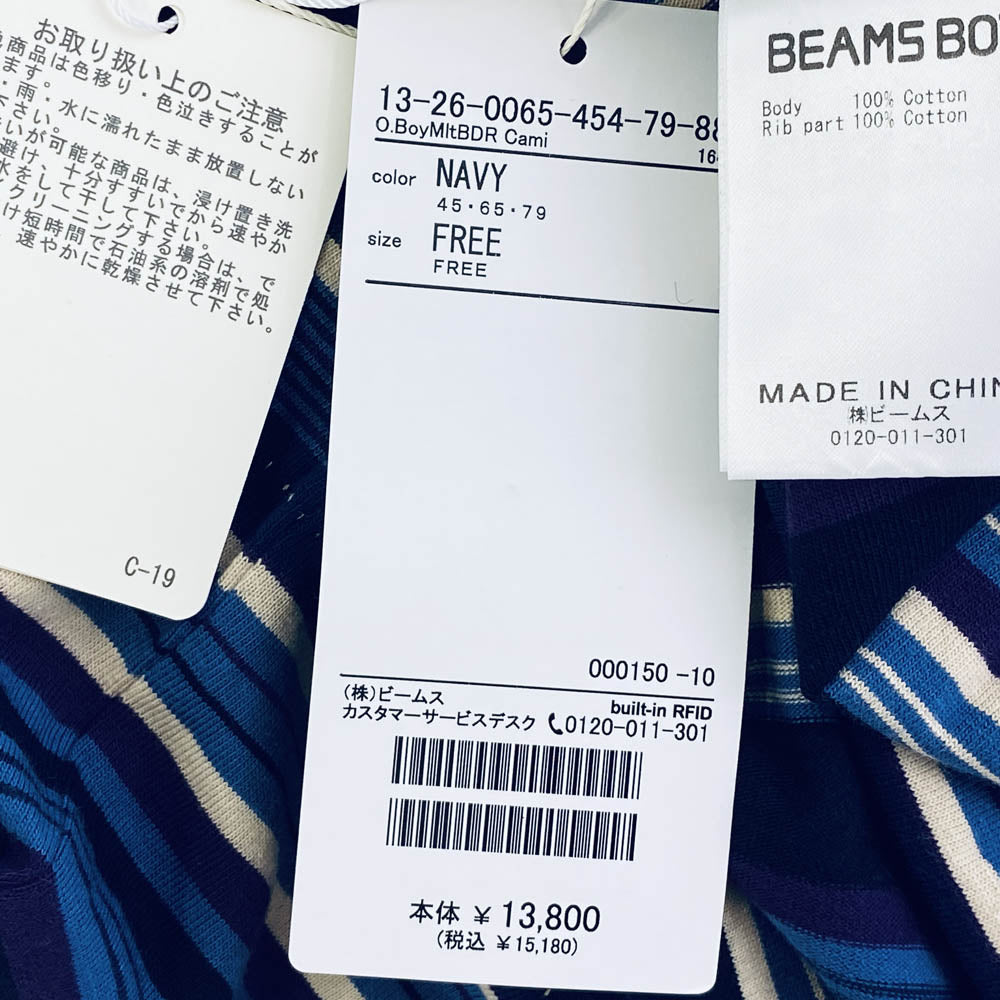 お取り扱い上のご注意
色商品は色移り・色泣きすることが
ます。
・雨・水に濡れたまま放置しない
下さい。
いが可能な商品は、浸け置き洗
避け、十分すすいでから速やか
水をして干して下さい。
イクリーニングする場合は、で
け短時間で石油系の溶剤で処
、速やかに乾燥させて下さい。
C-19
13-26-0065-454-79-88
O.BoyMltBDR Cami
16
color NAVY
45・65・79
size FREE
FREE
000150 -10
(株)ビームス
built-in RFID
カスタマーサービスデスク 0120-011-301
本体 ¥ 13,800
(税込 ¥15,180)
BEAMS BO
Body 100% Cotton
Rib part 100% Cotton
MADE IN CHIN
㈱ビームス
0120-011-301